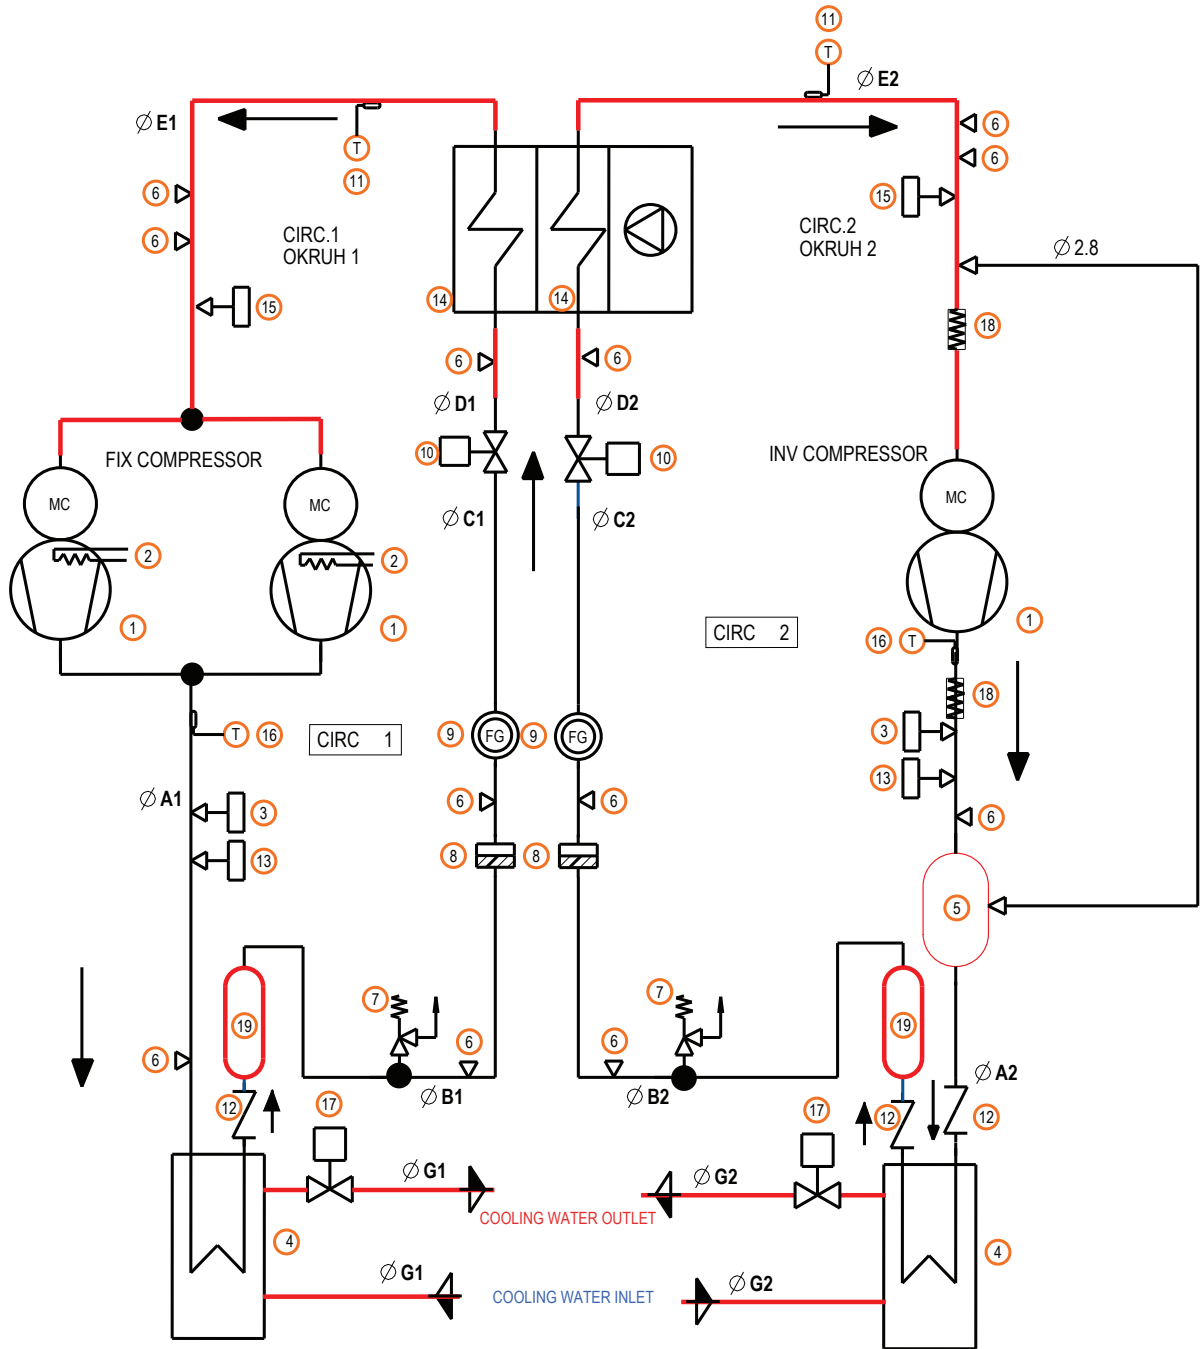 11
T
Ø E2
Ø E1
T
11
6
6
6
6
15
15
CIRC.1
OKRUH 1
CIRC.2
OKRUH 2
Ø 2.8
14
14
18
6
6
Ø D1
Ø D2
FIX COMPRESSOR
INV COMPRESSOR
10
10
MC
MC
MC
Ø C1
Ø C2
2
2
1
1
1
CIRC 2
16
T
18
T
16
CIRC 1
9
FG
9
FG
3
13
Ø A1
3
6
6
6
13
8
8
5
7
7
19
19
6
6
6
Ø A2
Ø B1
Ø B2
12
17
17
12
12
Ø G1
Ø G2
COOLING WATER OUTLET
4
4
Ø G1
Ø G2
COOLING WATER INLET